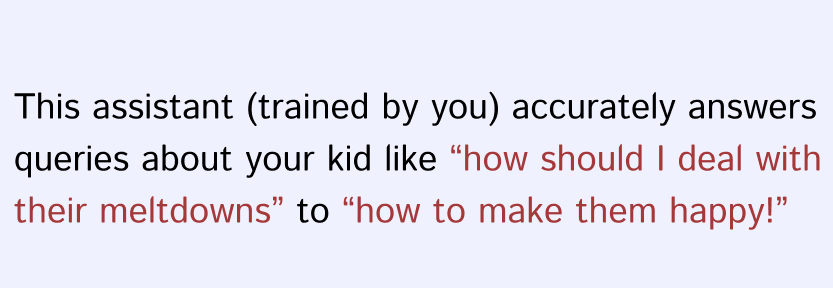 This assistant (trained by you) accurately answers
queries about your kid like “how should I deal with
their meltdowns” to “how to make them happy!”